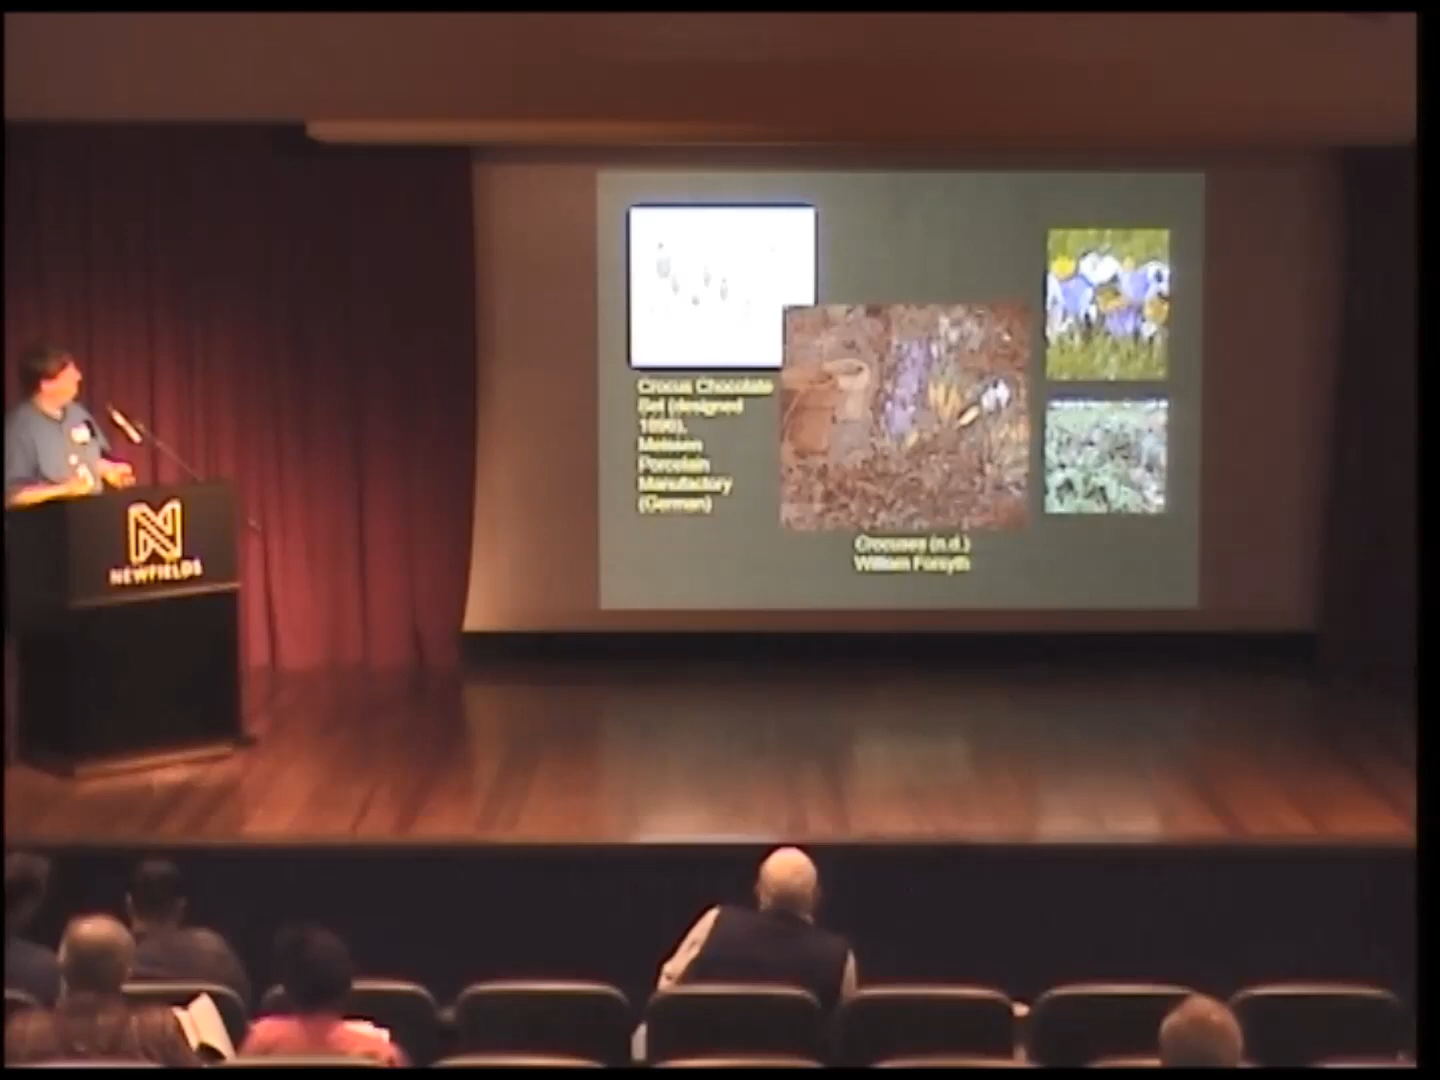 Crocus Chocolate
Set (designed
1896).
Meissen
Porcelain
Manufactory
(German)
Crocuses (n.d.)
William Forsyth
N
NEWFIELDS